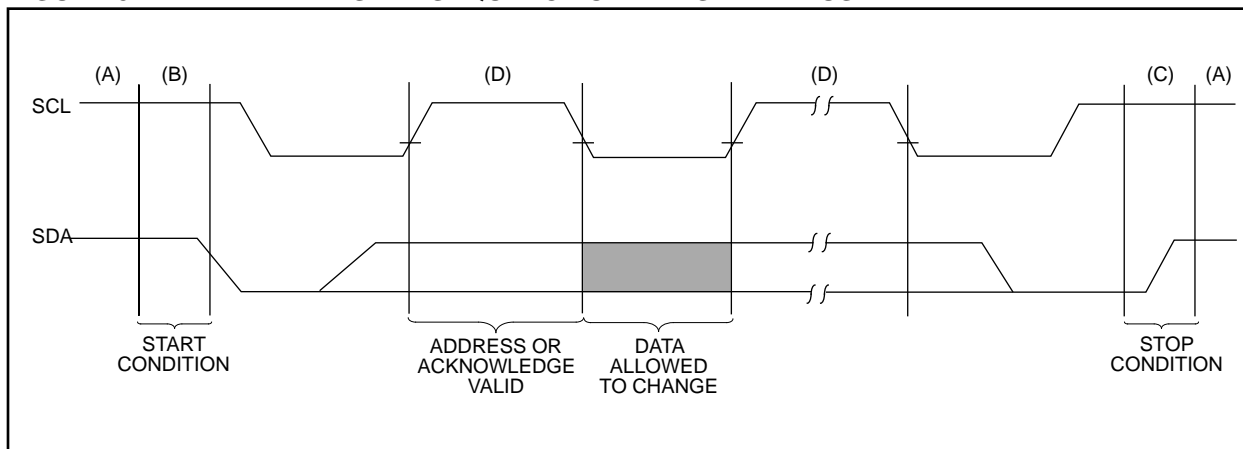 (A) (B) (D) (D) (C) (A)
SCL
SDA
START
CONDITION
ADDRESS OR
ACKNOWLEDGE
VALID
DATA
ALLOWED
TO CHANGE
STOP
CONDITION